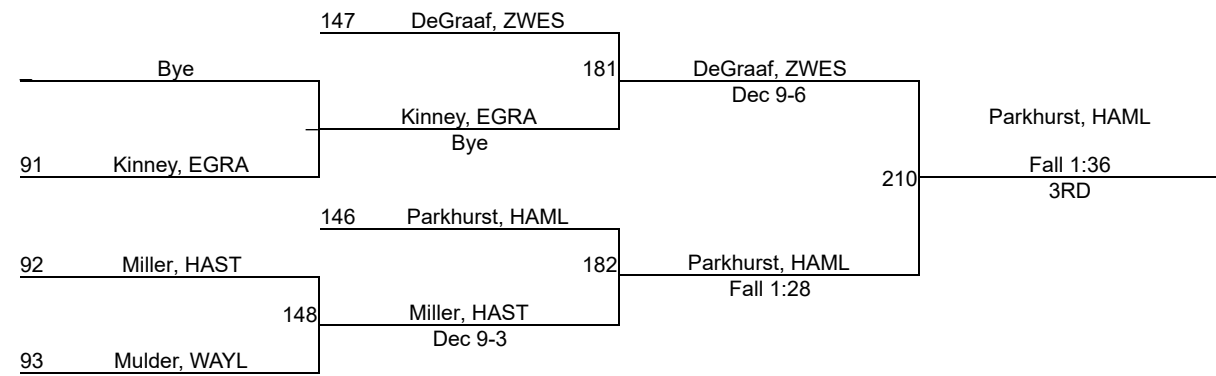 147 DeGraaf, ZWES
_ Bye
181 DeGraaf, ZWES
Dec 9-6
_ Kinney, EGRA
Bye
Parkhurst, HAML
91 Kinney, EGRA
210 Fall 1:36
3RD
146 Parkhurst, HAML
92 Miller, HAST
182 Parkhurst, HAML
Fall 1:28
148 Miller, HAST
Dec 9-3
93 Mulder, WAYL